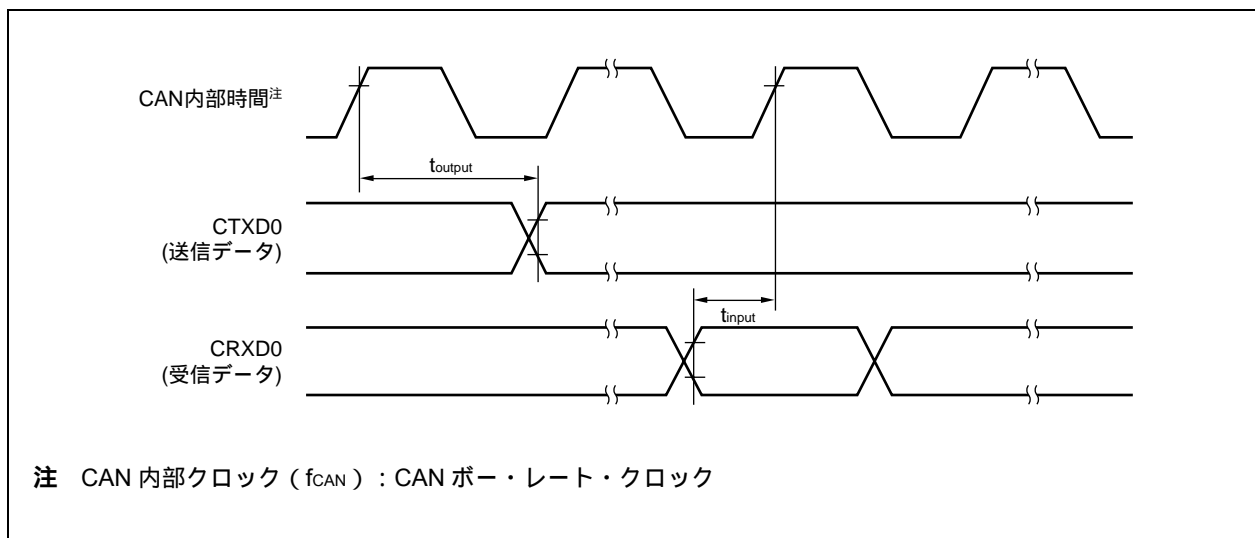 CAN内部時間注
toutput
CTXD0
(送信データ)
tinput
CRXD0
(受信データ)
注 CAN 内部クロック（fCAN）：CAN ボー・レート・クロック